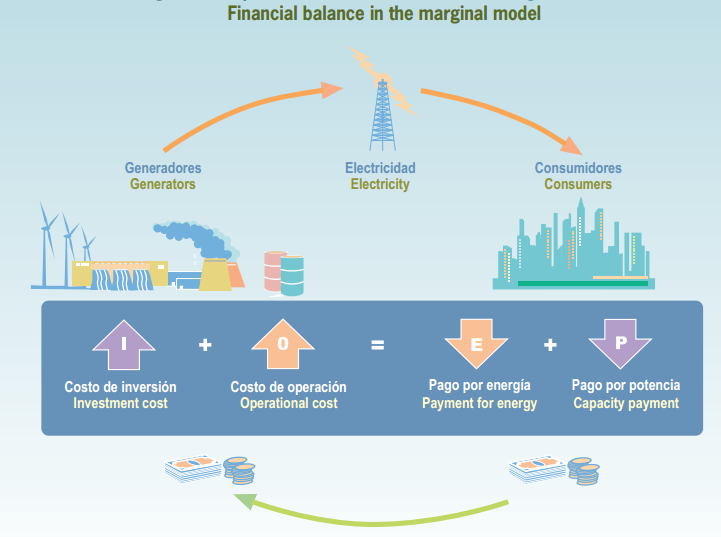 Financial balance in the marginal model
Generadores
Generators
Electricidad
Electricity
Consumidores
Consumers
I + O = E + P
Costo de inversión
Investment cost
Costo de operación
Operational cost
Pago por energía
Payment for energy
Pago por potencia
Capacity payment